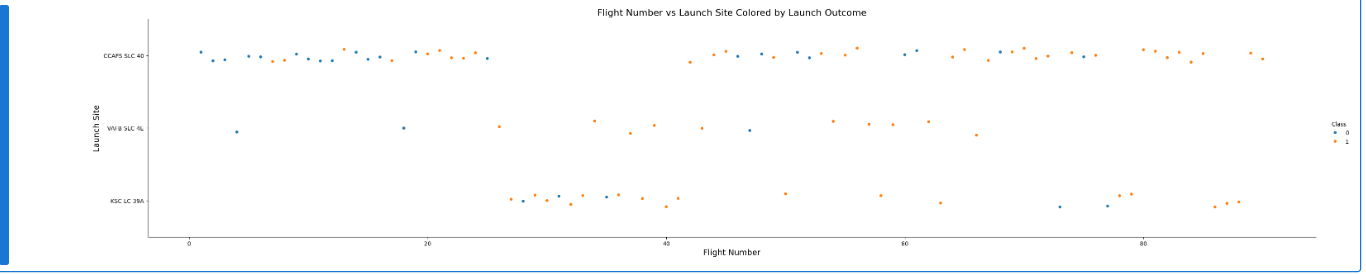 Flight Number vs Launch Site Colored by Launch Outcome
CCAFS SLC 40
VAFB SLC 4E
KSC LC 39A
Launch Site
Class
0
1
0 20 40 60 80
Flight Number